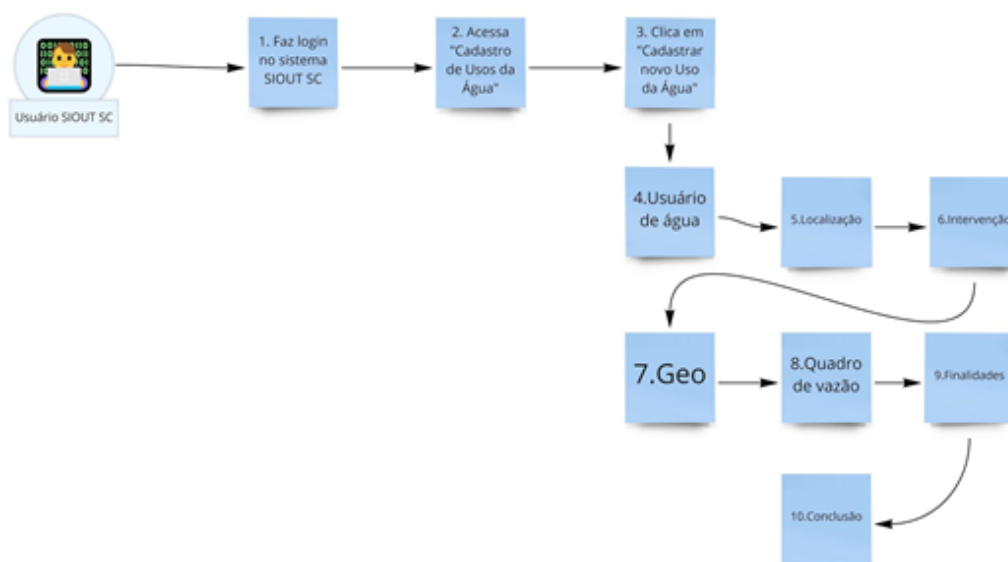 Usuário SIOUT SC
1. Faz login
no sistema
SIOUT SC
2. Acessa
"Cadastro
de Usos da
Água"
3. Clica em
"Cadastrar
novo Uso
da Água"
4.Usuário
de água
5.Localização
6.Intervenção
7.Geo
8.Quadro
de vazão
9.Finalidades
10.Conclusão